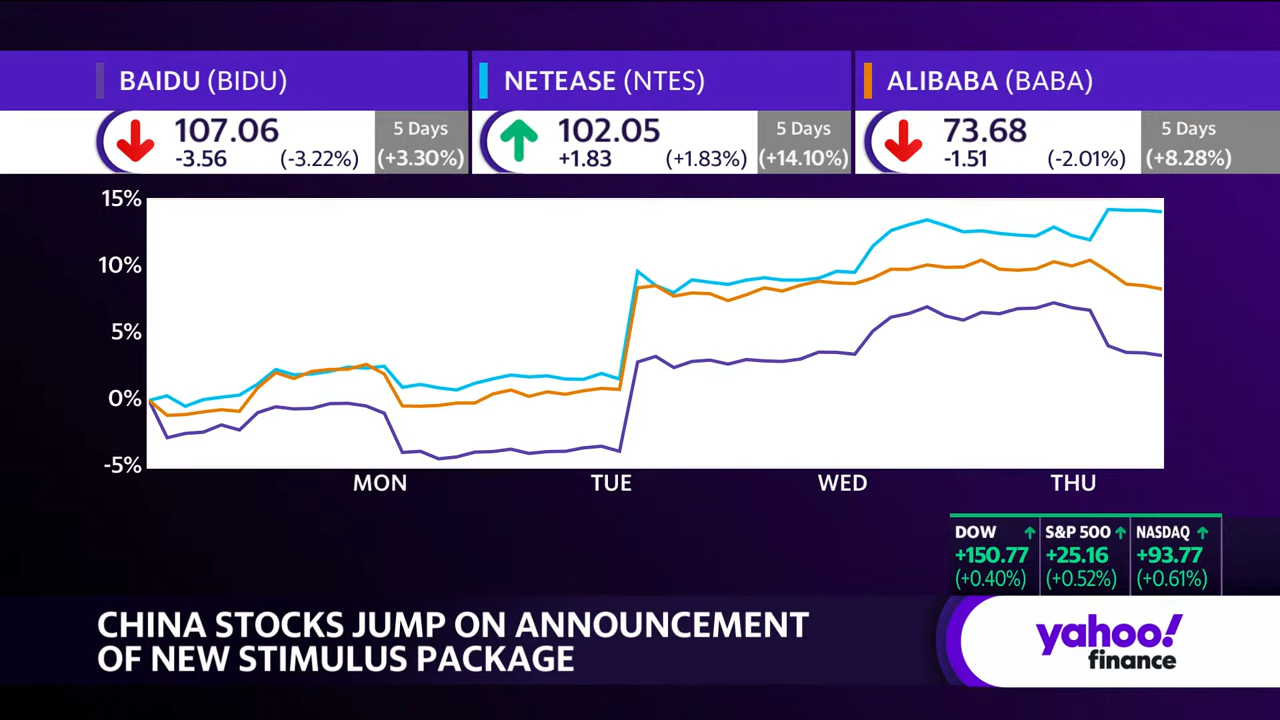 BAIDU (BIDU)
107.06
-3.56 (-3.22%)
5 Days
(+3.30%)
NETEASE (NTES)
102.05
+1.83 (+1.83%)
5 Days
(+14.10%)
ALIBABA (BABA)
73.68
-1.51 (-2.01%)
5 Days
(+8.28%)
15%
10%
5%
0%
-5%
MON TUE WED THU
DOW
+150.77
(+0.40%)
S&P 500
+25.16
(+0.52%)
NASDAQ
+93.77
(+0.61%)
CHINA STOCKS JUMP ON ANNOUNCEMENT
OF NEW STIMULUS PACKAGE
yahoo!
finance